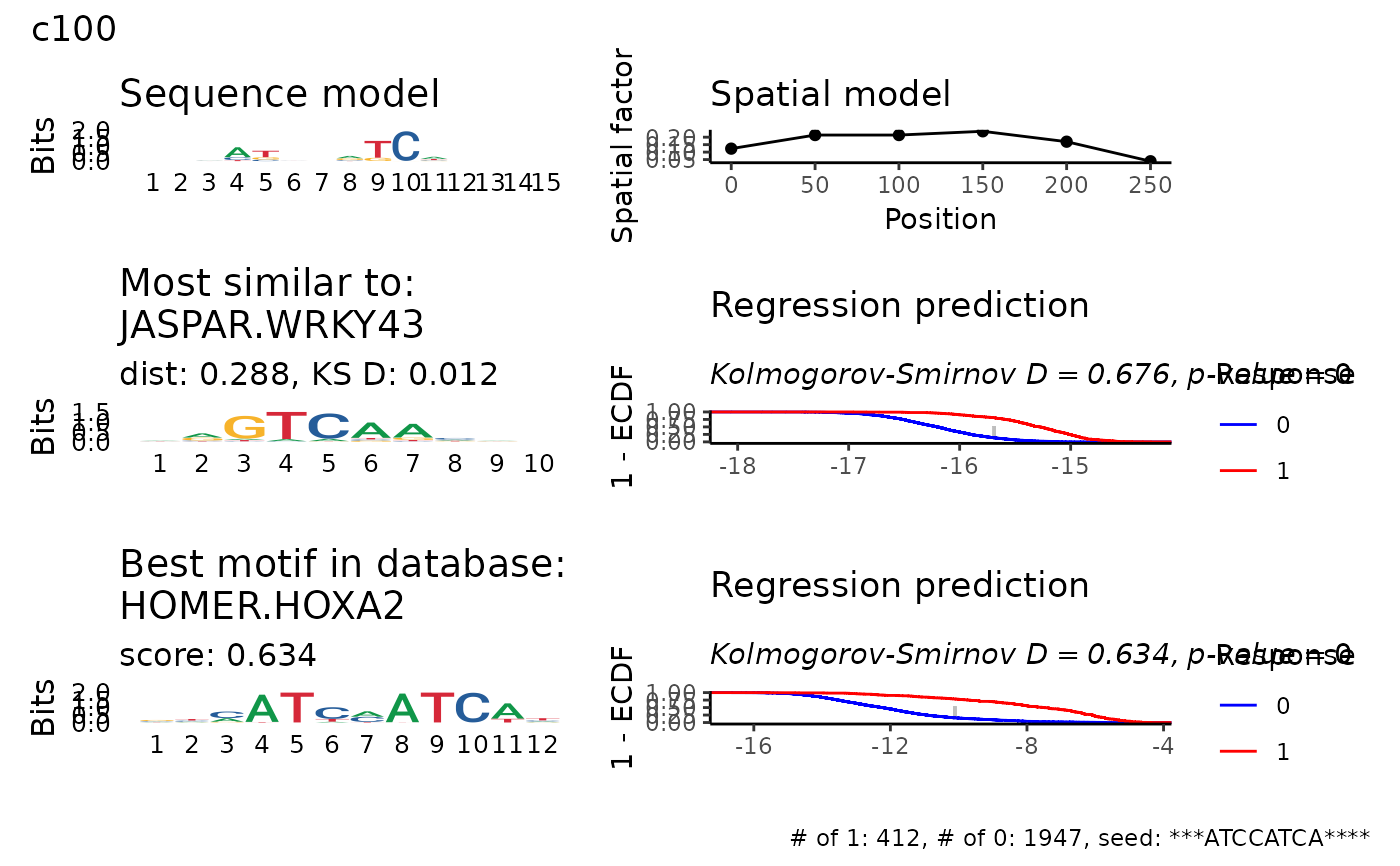 c100
Sequence model
Bits
2.0
1.5
1.0
0.5
0.0
1 2 3 4 5 6 7 8 9 10 11 12 13 14 15
Spatial model
Spatial factor
0.20
0.15
0.10
0.05
0 50 100 150 200 250
Position
Most similar to:
JASPAR.WRKY43
dist: 0.288, KS D: 0.012
Bits
1.5
1.0
0.5
0.0
GTCAA
1 2 3 4 5 6 7 8 9 10
Regression prediction
Kolmogorov-Smirnov D = 0.676, p-value = 0
1 - ECDF
1.00
0.75
0.50
0.25
0.00
-18 -17 -16 -15
Response
0
1
Best motif in database:
HOMER.HOXA2
score: 0.634
Bits
2.0
1.5
1.0
0.5
0.0
CATCAATCA
1 2 3 4 5 6 7 8 9 10 11 12
Regression prediction
Kolmogorov-Smirnov D = 0.634, p-value = 0
1 - ECDF
1.00
0.75
0.50
0.25
0.00
-16 -12 -8 -4
Response
0
1
# of 1: 412, # of 0: 1947, seed: ***ATCCATCA****